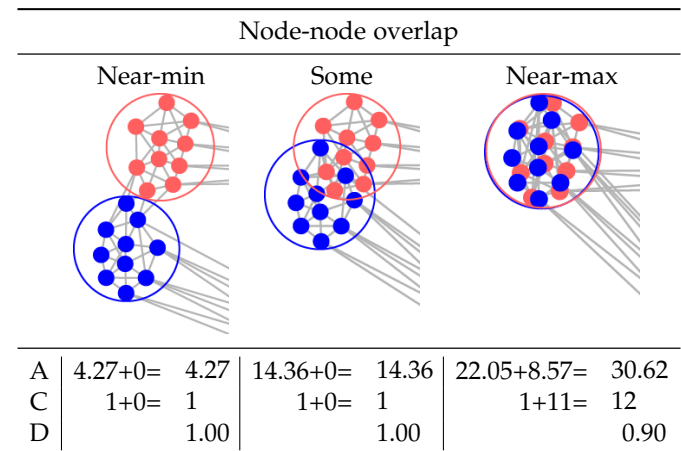 Node-node overlap
Near-min Some Near-max
A 4.27+0= 4.27 14.36+0= 14.36 22.05+8.57= 30.62
C 1+0= 1 1+0= 1 1+11= 12
D 1.00 1.00 0.90